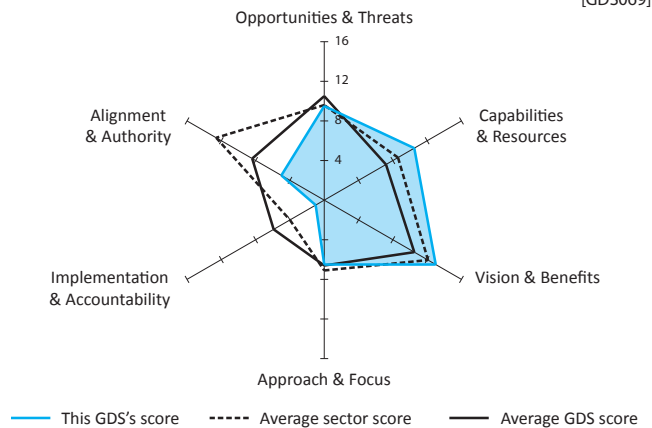 Opportunities & Threats
16
12
8
4
Alignment
& Authority
Capabilities
& Resources
Implementation
& Accountability
Vision & Benefits
Approach & Focus
This GDS's score
Average sector score
Average GDS score